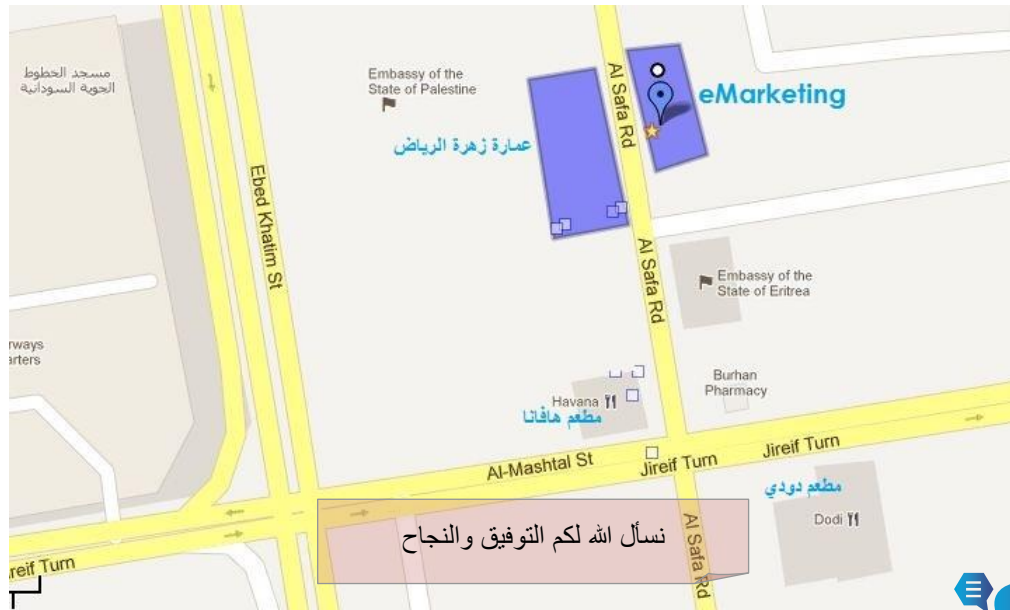 مسجد الخطوط
الجوية السودانية
Embassy of the
State of Palestine
عمارة زهرة الرياض
Al Safa Rd
eMarketing
Ebed Khatim St
Al Safa Rd
Embassy of the
State of Eritrea
rways
rters
Burhan
Pharmacy
Havana
مطعم هافانا
Al-Mashtal St
Jireif Turn
Jireif Turn
مطعم دودي
Dodi
نسأل الله لكم التوفيق والنجاح
Al Safa Rd
reif Turn